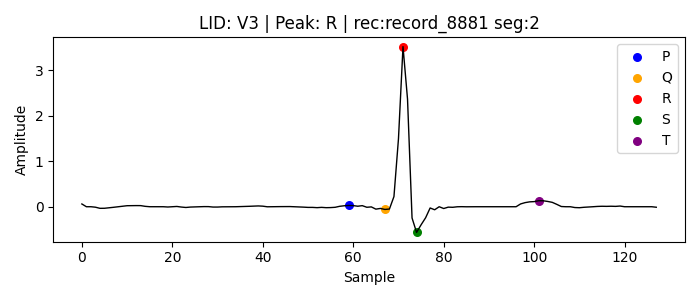 LID: V3 | Peak: R | rec:record_8881 seg:2
Amplitude
3
2
1
0
P
Q
R
S
T
0 20 40 60 80 100 120
Sample